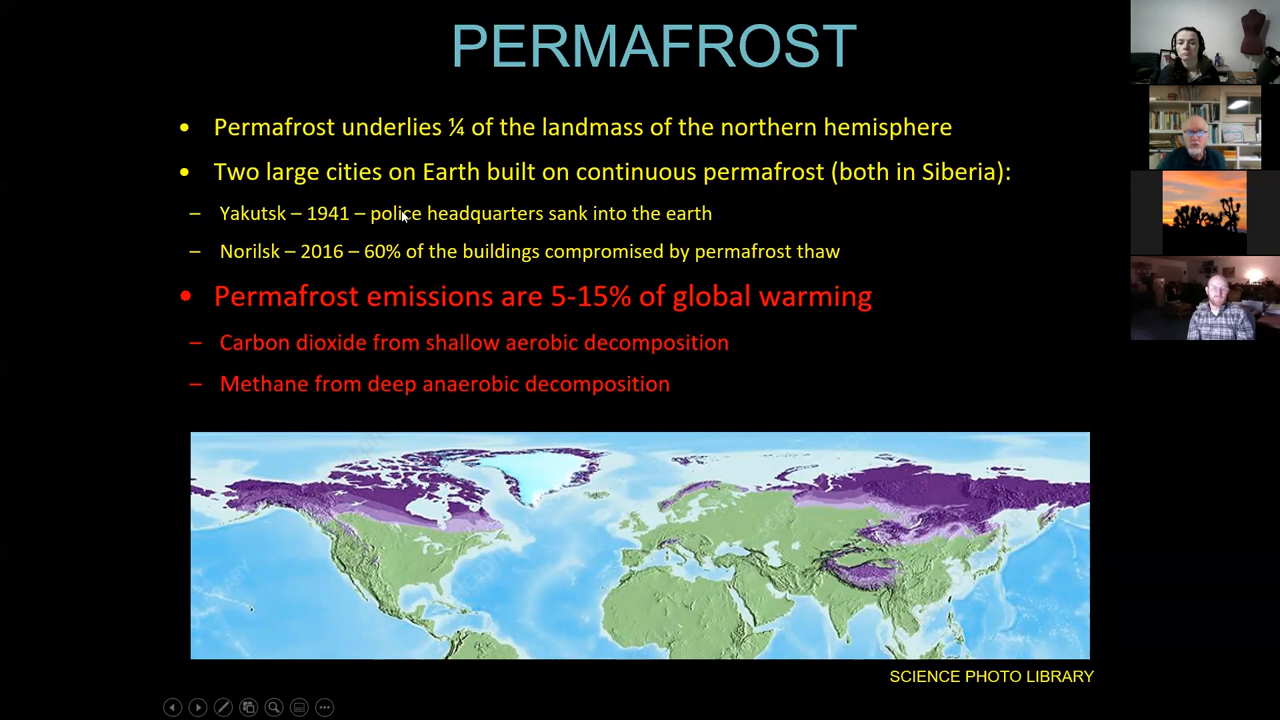 PERMAFROST
• Permafrost underlies ¼ of the landmass of the northern hemisphere
• Two large cities on Earth built on continuous permafrost (both in Siberia):
– Yakutsk – 1941 – police headquarters sank into the earth
– Norilsk – 2016 – 60% of the buildings compromised by permafrost thaw
• Permafrost emissions are 5-15% of global warming
– Carbon dioxide from shallow aerobic decomposition
– Methane from deep anaerobic decomposition
SCIENCE PHOTO LIBRARY